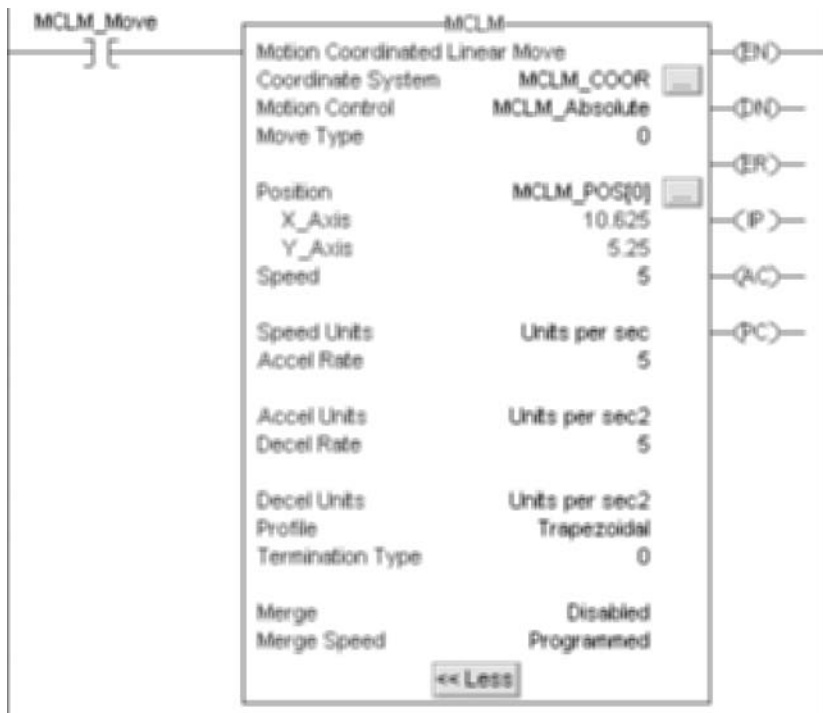 MCLM_Move
MCLM
Motion Coordinated Linear Move
EN
Coordinate System MCLM_COOR ...
Motion Control MCLM_Absolute
DN
Move Type 0
ER
Position MCLM_POS[0] ...
X_Axis 10.625
IP
Y_Axis 5.25
Speed 5
AC
Speed Units Units per sec
PC
Accel Rate 5
Accel Units Units per sec2
Decel Rate 5
Decel Units Units per sec2
Profile Trapezoidal
Termination Type 0
Merge Disabled
Merge Speed Programmed
<< Less